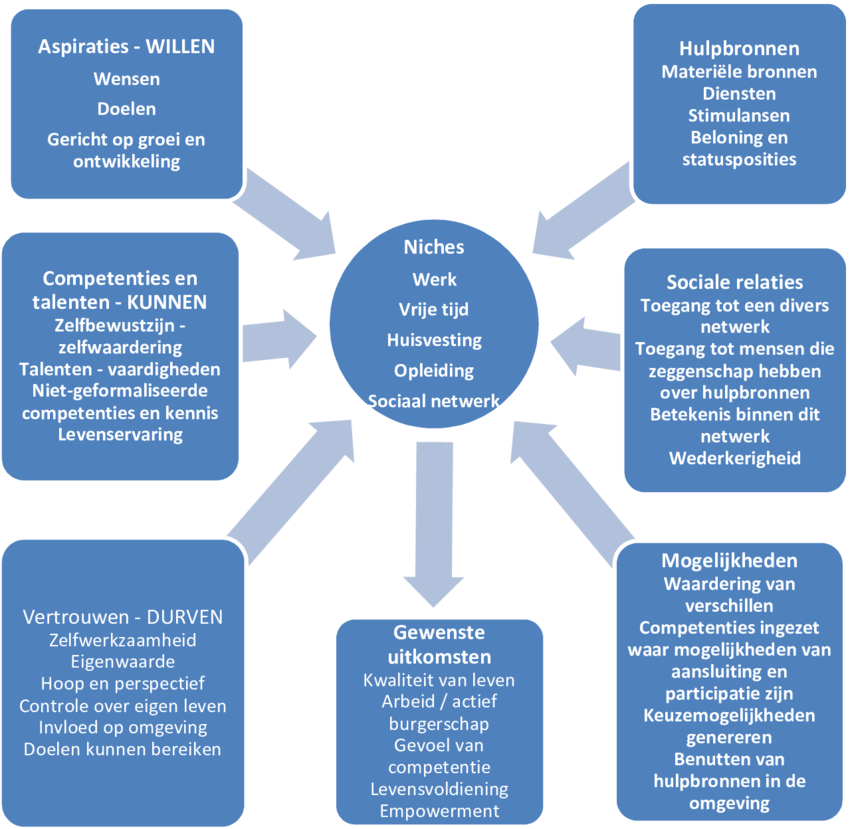 Aspiraties - WILLEN
Wensen
Doelen
Gericht op groei en
ontwikkeling
Hulpbronnen
Materiële bronnen
Diensten
Stimulansen
Beloning en
statusposities
Competenties en
talenten - KUNNEN
Zelfbewustzijn -
zelfwaardering
Talenten - vaardigheden
Niet-geformaliseerde
competenties en kennis
Levenservaring
Niches
Werk
Vrije tijd
Huisvesting
Opleiding
Sociaal netwerk
Sociale relaties
Toegang tot een divers
netwerk
Toegang tot mensen die
zeggenschap hebben
over hulpbronnen
Betekenis binnen dit
netwerk
Wederkerigheid
Vertrouwen - DURVEN
Zelfwerkzaamheid
Eigenwaarde
Hoop en perspectief
Controle over eigen leven
Invloed op omgeving
Doelen kunnen bereiken
Gewenste
uitkomsten
Kwaliteit van leven
Arbeid / actief
burgerschap
Gevoel van
competentie
Levensvoldiening
Empowerment
Mogelijkheden
Waardering van
verschillen
Competenties ingezet
waar mogelijkheden van
aansluiting en
participatie zijn
Keuzemogelijkheden
genereren
Benutten van
hulpbronnen in de
omgeving